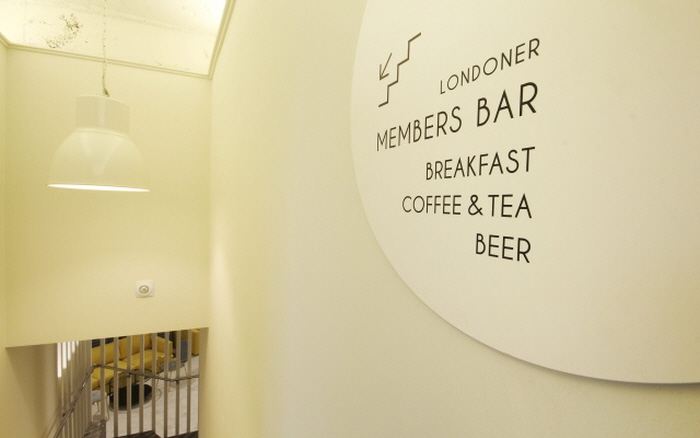 LONDONER
MEMBERS BAR
BREAKFAST
COFFEE & TEA
BEER